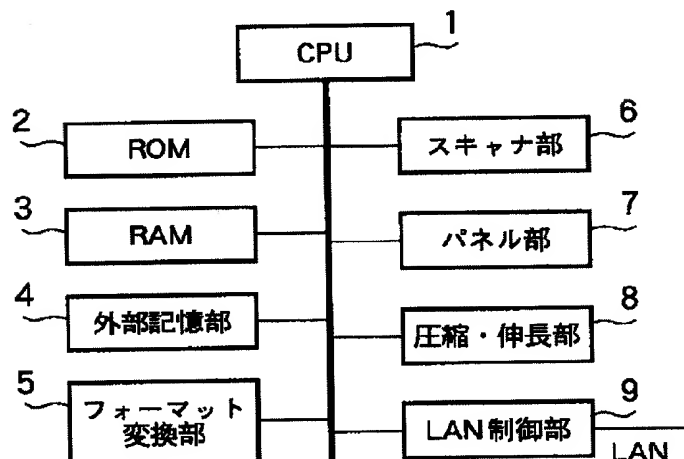 1
CPU
2
ROM
6
スキャナ部
3
RAM
7
パネル部
4
外部記憶部
8
圧縮・伸長部
5
フォーマット
変換部
9
LAN制御部
LAN